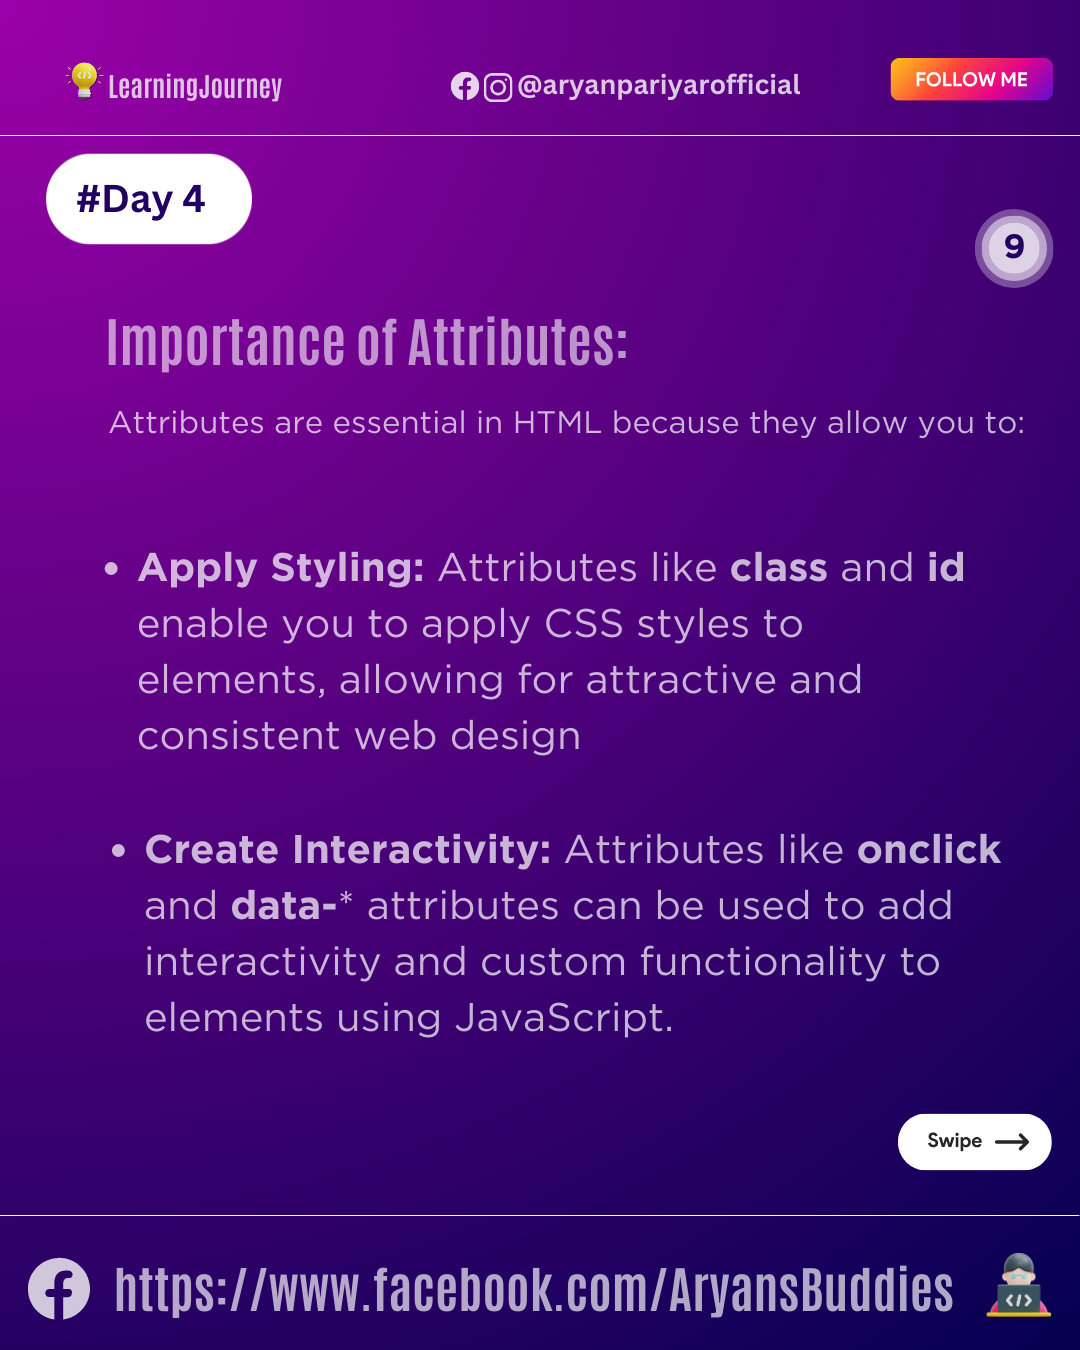 LearningJourney
@aryanpariyarofficial
FOLLOW ME
#Day 4
9
Importance of Attributes:
Attributes are essential in HTML because they allow you to:
• Apply Styling: Attributes like class and id
enable you to apply CSS styles to
elements, allowing for attractive and
consistent web design
• Create Interactivity: Attributes like onclick
and data-* attributes can be used to add
interactivity and custom functionality to
elements using JavaScript.
Swipe
https://www.facebook.com/AryansBuddies